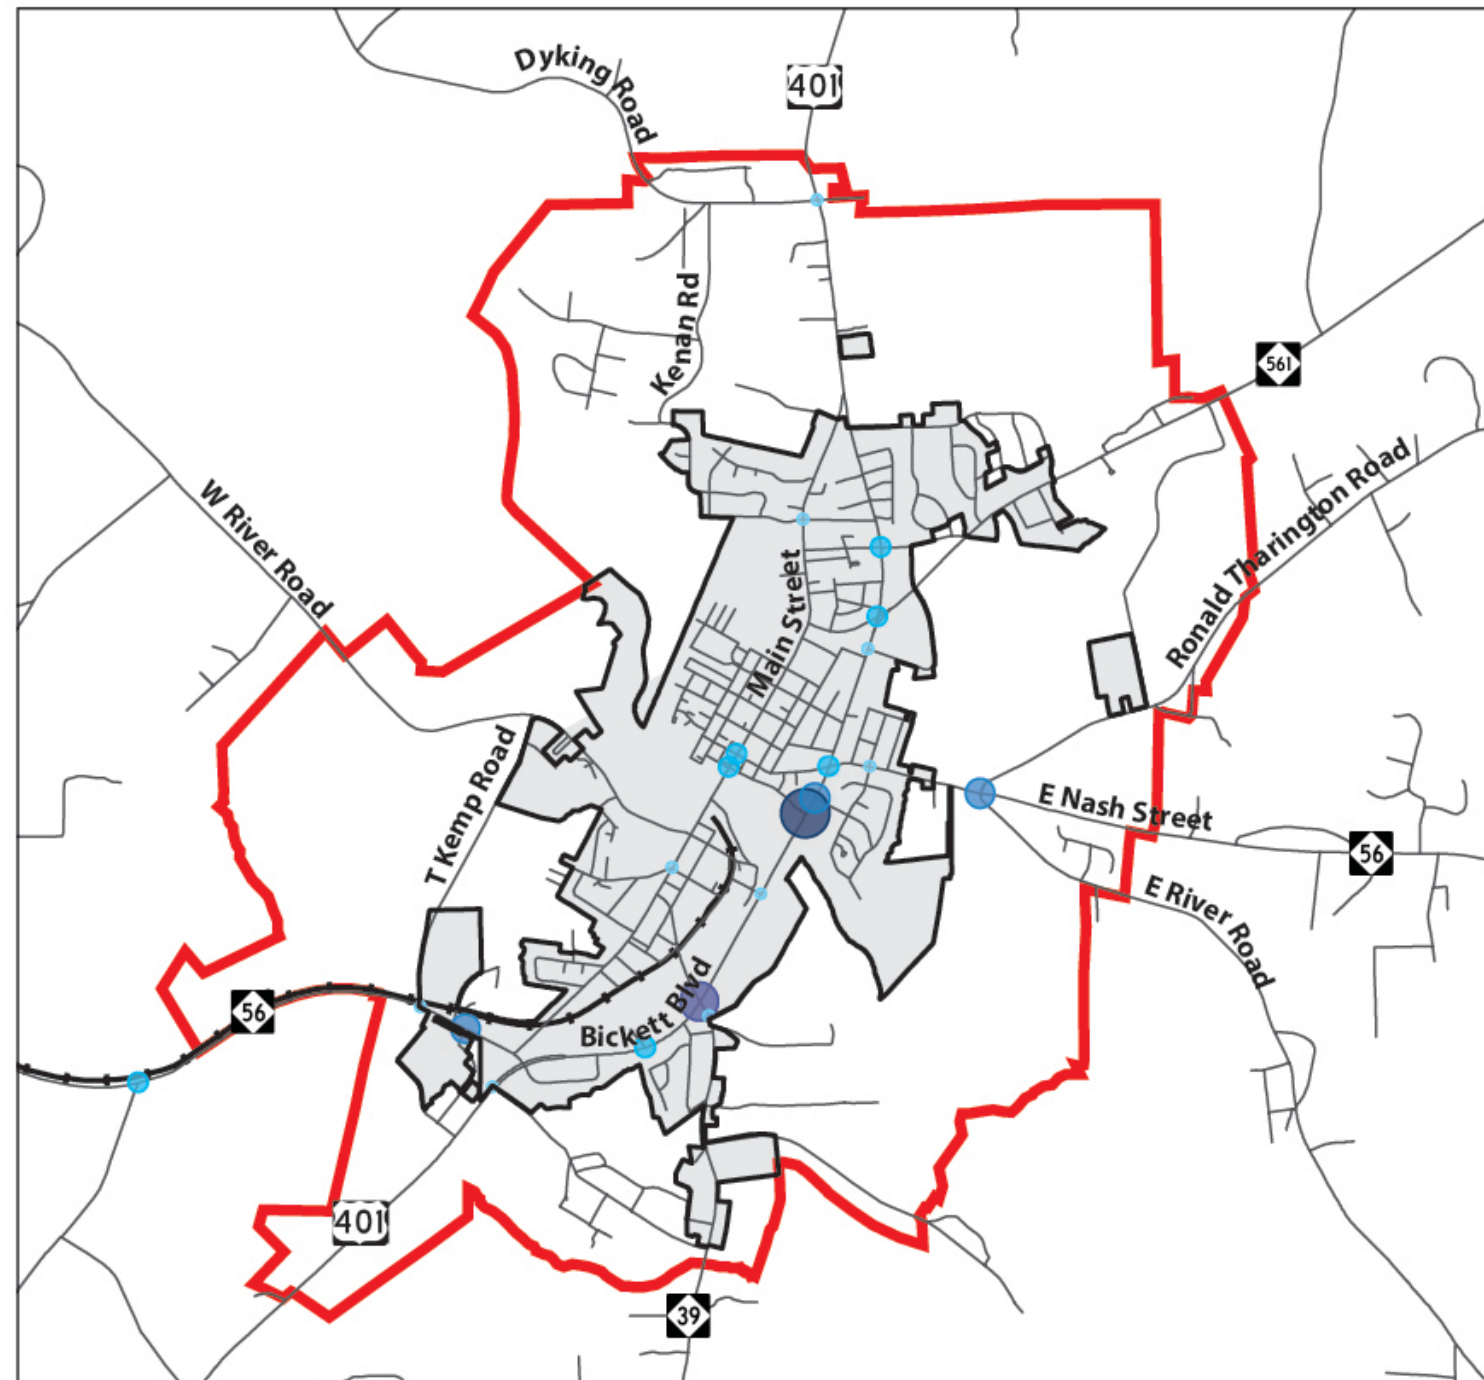 Dyking Road
401
Kenan Rd
561
W River Road
Ronald Tharington Road
Main Street
T Kemp Road
E Nash Street
56
E River Road
56
Bickett Blvd
401
39